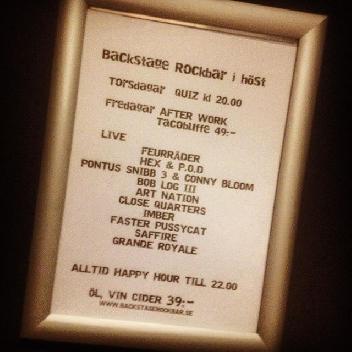 Backstage Rockbar i höst
Torsdagar QUIZ kl 20.00
Fredagar AFTER WORK
TACOBUFFE 49:-
LIVE
FEURRÄDER
HEX & P.O.D
PONTUS SNIBB 3 & CONNY BLOOM
BOB LOG III
ART NATION
CLOSE QUARTERS
IMBER
FASTER PUSSYCAT
SAFFIRE
GRANDE ROYALE
ALLTID HAPPY HOUR TILL 22.00
ÖL, VIN CIDER 39:-
WWW.BACKSTAGEROCKBAR.SE